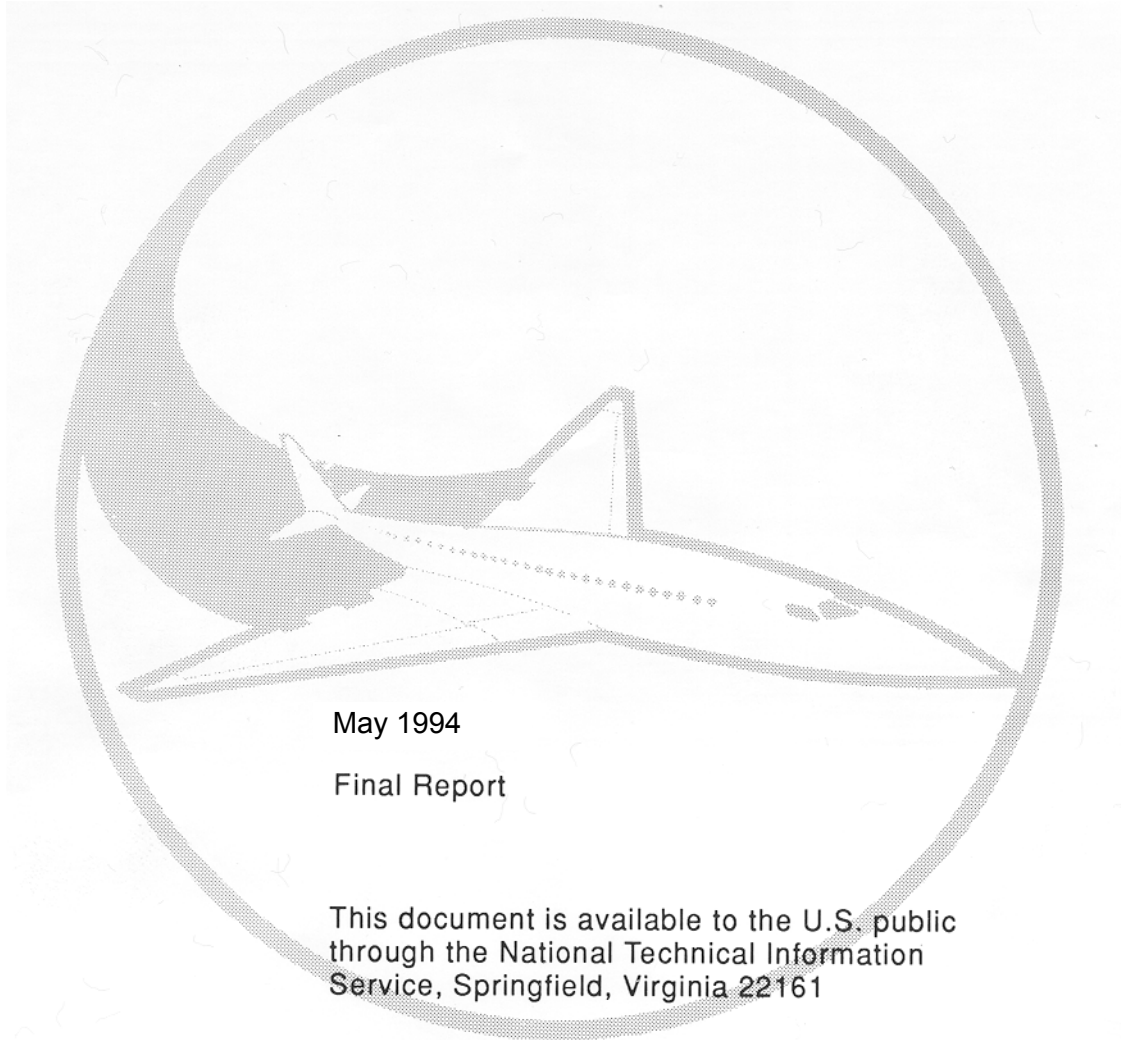 May 1994
Final Report
This document is available to the U.S. public
through the National Technical Information
Service, Springfield, Virginia 22161